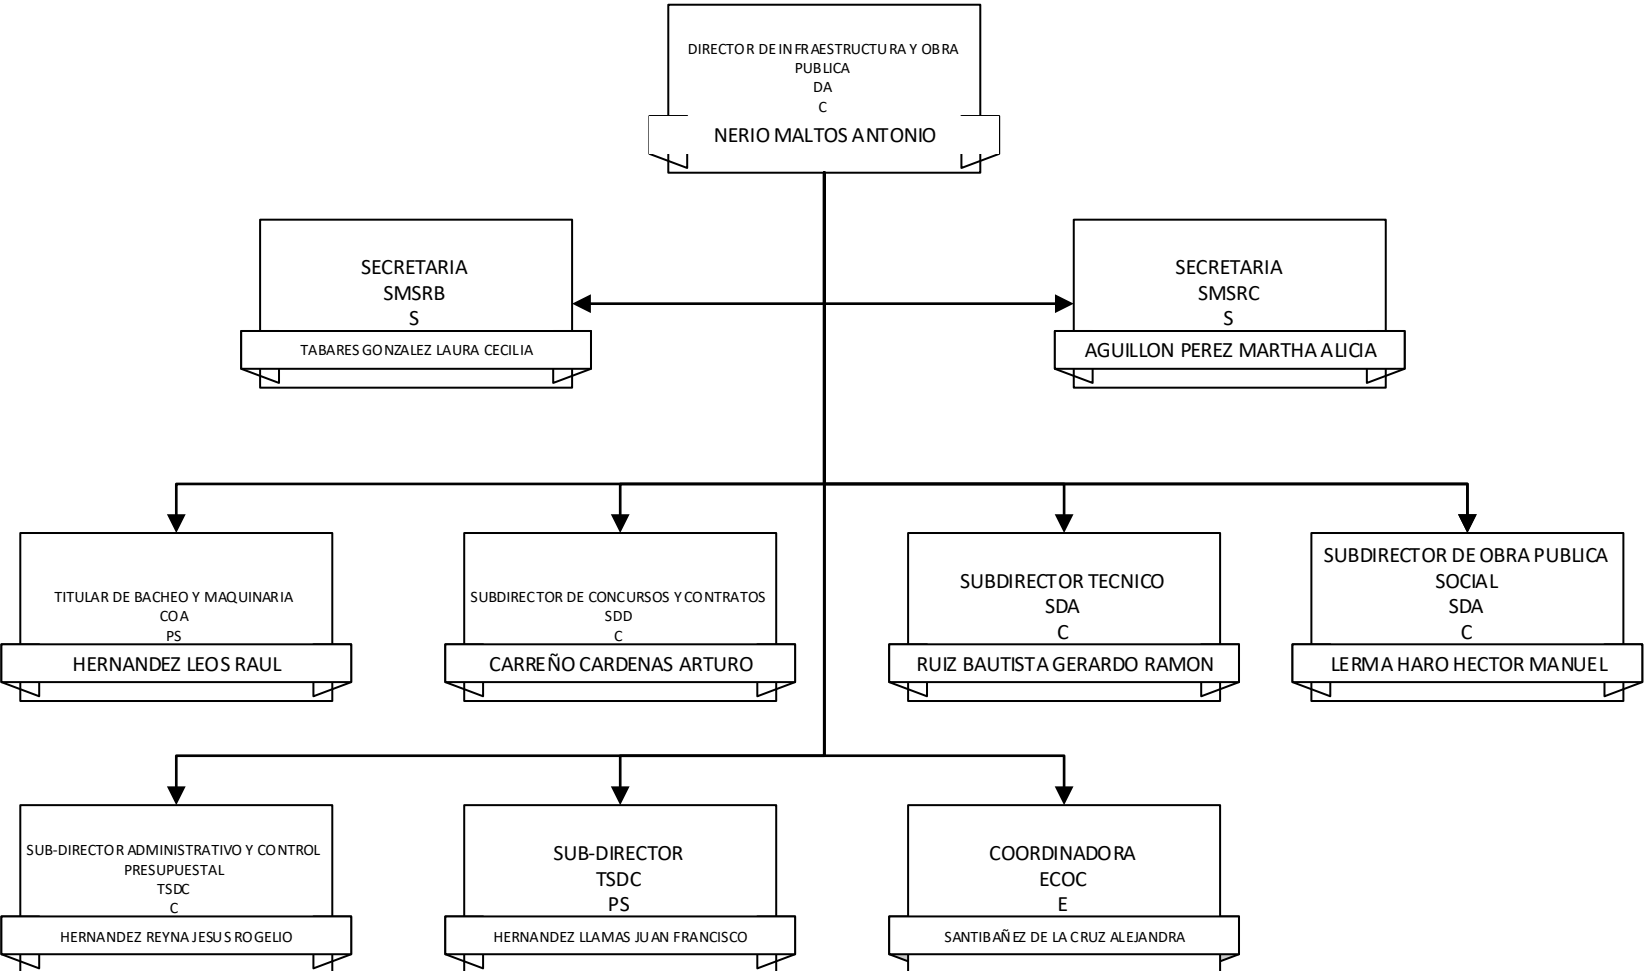 DIRECTOR DE INFRAESTRUCTURA Y OBRA
PUBLICA
DA
C
NERIO MALTOS ANTONIO
SECRETARIA
SMSRB
S
TABARES GONZALEZ LAURA CECILIA
SECRETARIA
SMSRC
S
AGUILLON PEREZ MARTHA ALICIA
TITULAR DE BACHEO Y MAQUINARIA
COA
PS
HERNANDEZ LEOS RAUL
SUBDIRECTOR DE CONCURSOS Y CONTRATOS
SDD
C
CARREÑO CARDENAS ARTURO
SUBDIRECTOR TECNICO
SDA
C
RUIZ BAUTISTA GERARDO RAMON
SUBDIRECTOR DE OBRA PUBLICA
SOCIAL
SDA
C
LERMA HARO HECTOR MANUEL
SUB-DIRECTOR ADMINISTRATIVO Y CONTROL
PRESUPUESTAL
TSDC
C
HERNANDEZ REYNA JESUS ROGELIO
SUB-DIRECTOR
TSDC
PS
HERNANDEZ LLAMAS JUAN FRANCISCO
COORDINADORA
ECOC
E
SANTIBAÑEZ DE LA CRUZ ALEJANDRA